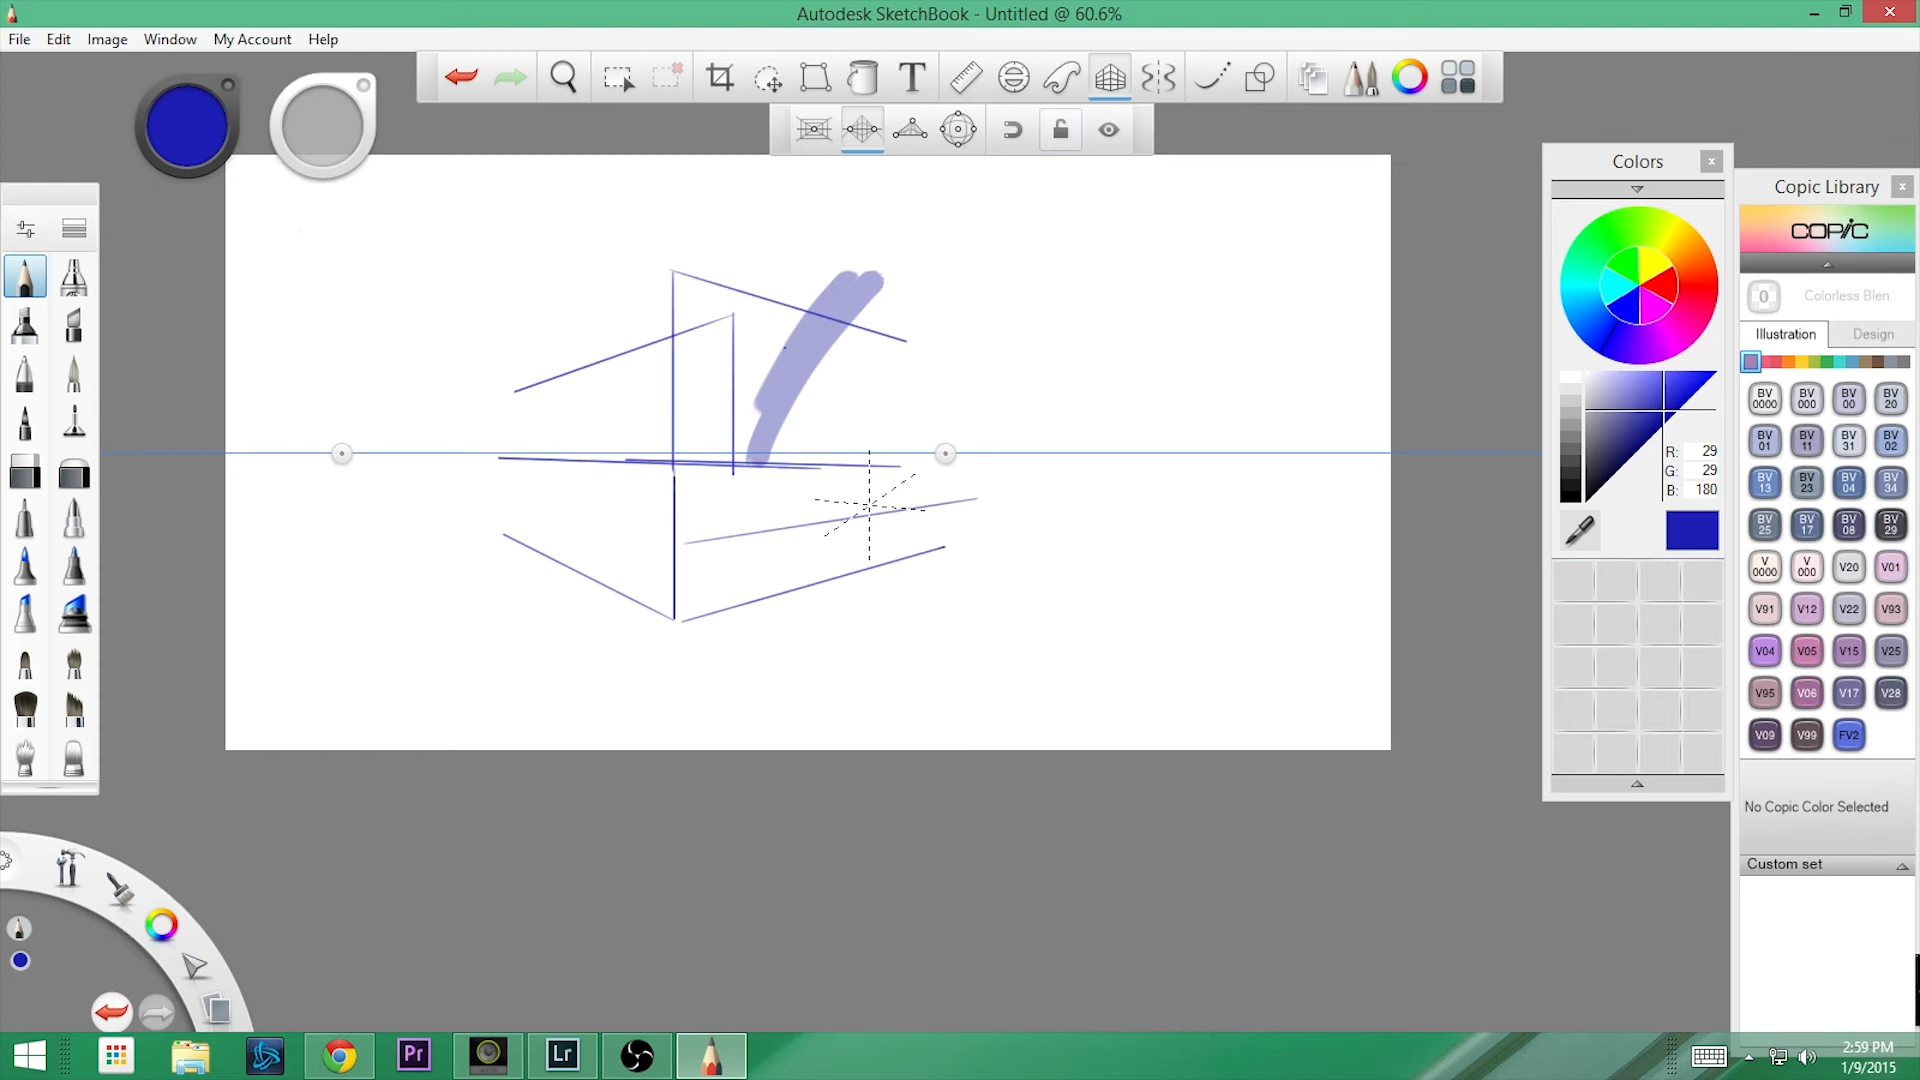 Autodesk SketchBook - Untitled @ 60.6%
File Edit Image Window My Account Help
T
Colors
R: 29
G: 29
B: 180
Copic Library
COPIC
0 Colorless Blen..
Illustration Design
BV 0000 BV 000 BV 00 BV 20
BV 01 BV 11 BV 31 BV 02
BV 13 BV 23 BV 04 BV 34
BV 25 BV 17 BV 08 BV 29
V 0000 V 000 V20 V01
V91 V12 V22 V93
V04 V05 V15 V25
V95 V06 V17 V28
V09 V99 FV2
No Copic Color Selected
Custom set
Pr
Lr
2:59 PM
1/9/2015